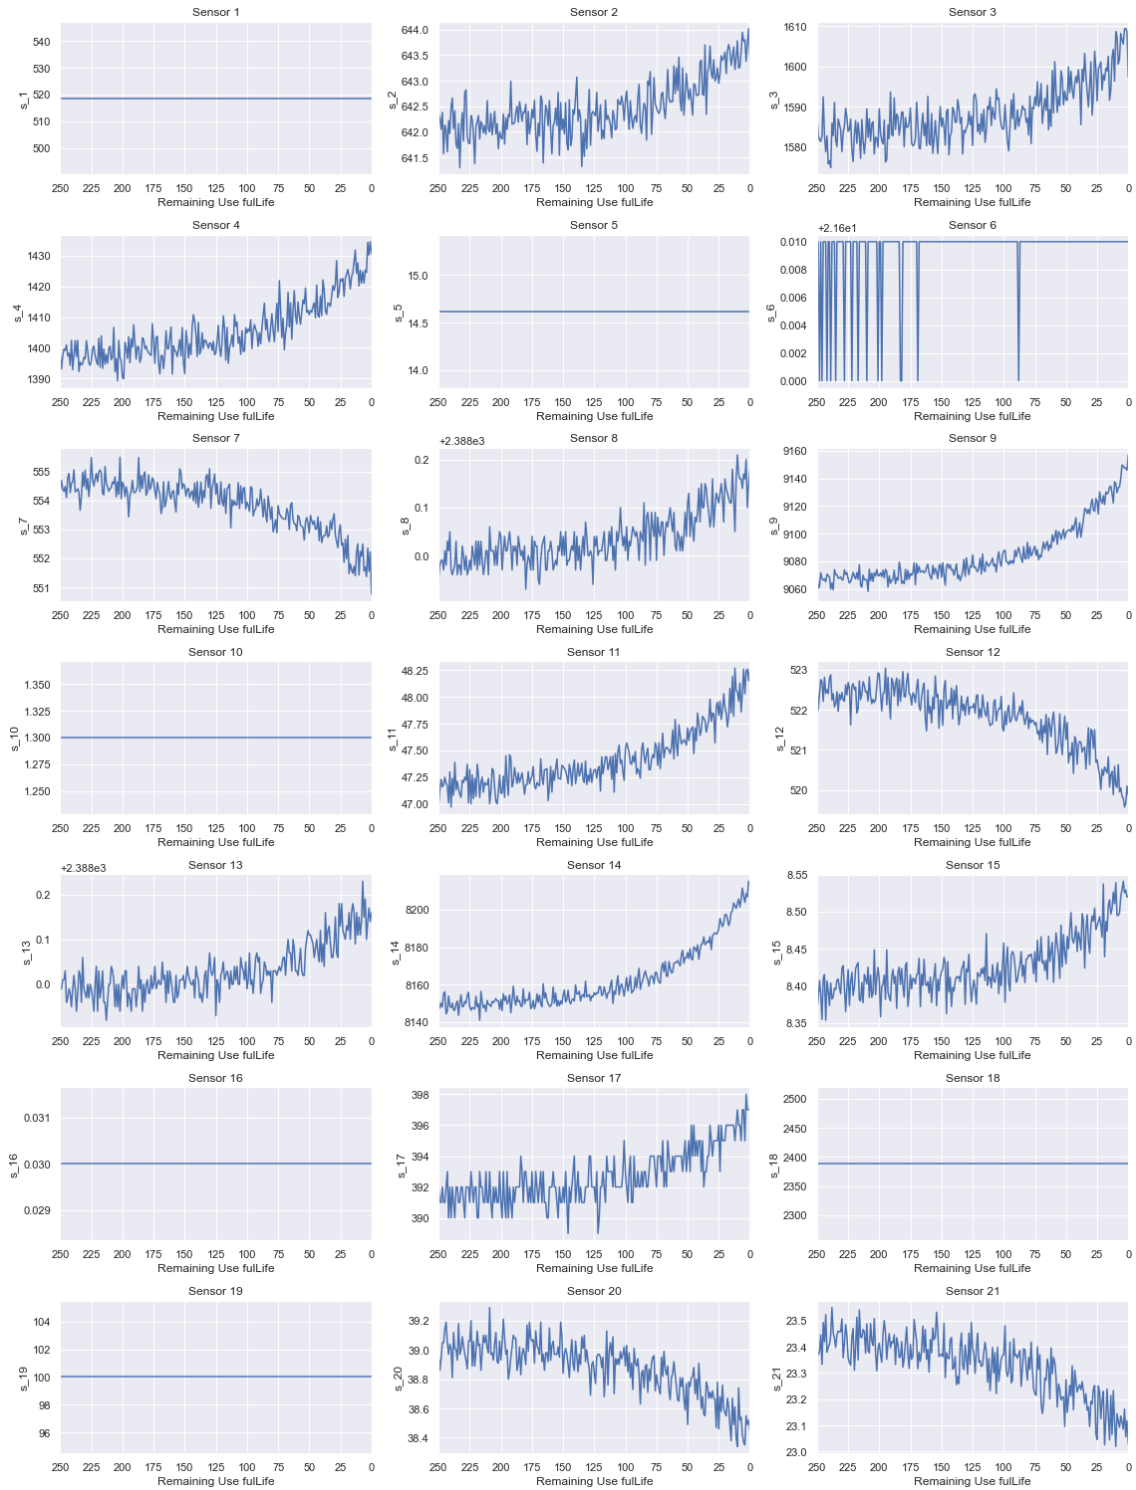 Sensor 1
540
530
520
510
500
s_1
250 225 200 175 150 125 100 75 50 25 0
Remaining Use fulLife
Sensor 2
644.0
643.5
643.0
642.5
642.0
641.5
s_2
250 225 200 175 150 125 100 75 50 25 0
Remaining Use fulLife
Sensor 3
1610
1600
1590
1580
s_3
250 225 200 175 150 125 100 75 50 25 0
Remaining Use fulLife
Sensor 4
1430
1420
1410
1400
1390
s_4
250 225 200 175 150 125 100 75 50 25 0
Remaining Use fulLife
Sensor 5
15.0
14.5
14.0
s_5
250 225 200 175 150 125 100 75 50 25 0
Remaining Use fulLife
Sensor 6
+2.16e1
0.010
0.008
0.006
0.004
0.002
0.000
s_6
250 225 200 175 150 125 100 75 50 25 0
Remaining Use fulLife
Sensor 7
555
554
553
552
551
s_7
250 225 200 175 150 125 100 75 50 25 0
Remaining Use fulLife
Sensor 8
+2.388e3
0.2
0.1
0.0
s_8
250 225 200 175 150 125 100 75 50 25 0
Remaining Use fulLife
Sensor 9
9160
9140
9120
9100
9080
9060
s_9
250 225 200 175 150 125 100 75 50 25 0
Remaining Use fulLife
Sensor 10
1.350
1.325
1.300
1.275
1.250
s_10
250 225 200 175 150 125 100 75 50 25 0
Remaining Use fulLife
Sensor 11
48.25
48.00
47.75
47.50
47.25
47.00
s_11
250 225 200 175 150 125 100 75 50 25 0
Remaining Use fulLife
Sensor 12
523
522
521
520
s_12
250 225 200 175 150 125 100 75 50 25 0
Remaining Use fulLife
Sensor 13
+2.388e3
0.2
0.1
0.0
s_13
250 225 200 175 150 125 100 75 50 25 0
Remaining Use fulLife
Sensor 14
8200
8180
8160
8140
s_14
250 225 200 175 150 125 100 75 50 25 0
Remaining Use fulLife
Sensor 15
8.55
8.50
8.45
8.40
8.35
s_15
250 225 200 175 150 125 100 75 50 25 0
Remaining Use fulLife
Sensor 16
0.031
0.030
0.029
s_16
250 225 200 175 150 125 100 75 50 25 0
Remaining Use fulLife
Sensor 17
398
396
394
392
390
s_17
250 225 200 175 150 125 100 75 50 25 0
Remaining Use fulLife
Sensor 18
2500
2450
2400
2350
2300
s_18
250 225 200 175 150 125 100 75 50 25 0
Remaining Use fulLife
Sensor 19
104
102
100
98
96
s_19
250 225 200 175 150 125 100 75 50 25 0
Remaining Use fulLife
Sensor 20
39.2
39.0
38.8
38.6
38.4
s_20
250 225 200 175 150 125 100 75 50 25 0
Remaining Use fulLife
Sensor 21
23.5
23.4
23.3
23.2
23.1
23.0
s_21
250 225 200 175 150 125 100 75 50 25 0
Remaining Use fulLife